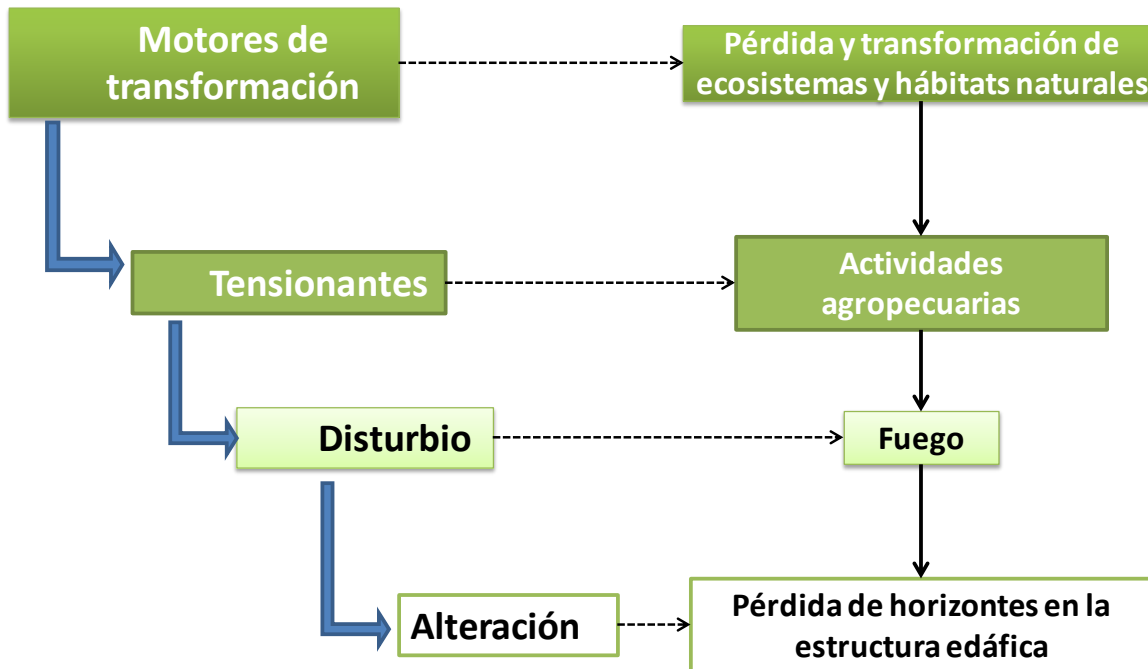 Motores de
transformación
Pérdida y transformación de
ecosistemas y hábitats naturales
Tensionantes
Actividades
agropecuarias
Disturbio
Fuego
Alteración
Pérdida de horizontes en la
estructura edáfica